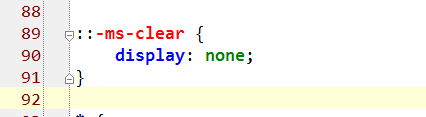 88
89 ::-ms-clear {
90     display: none;
91 }
92